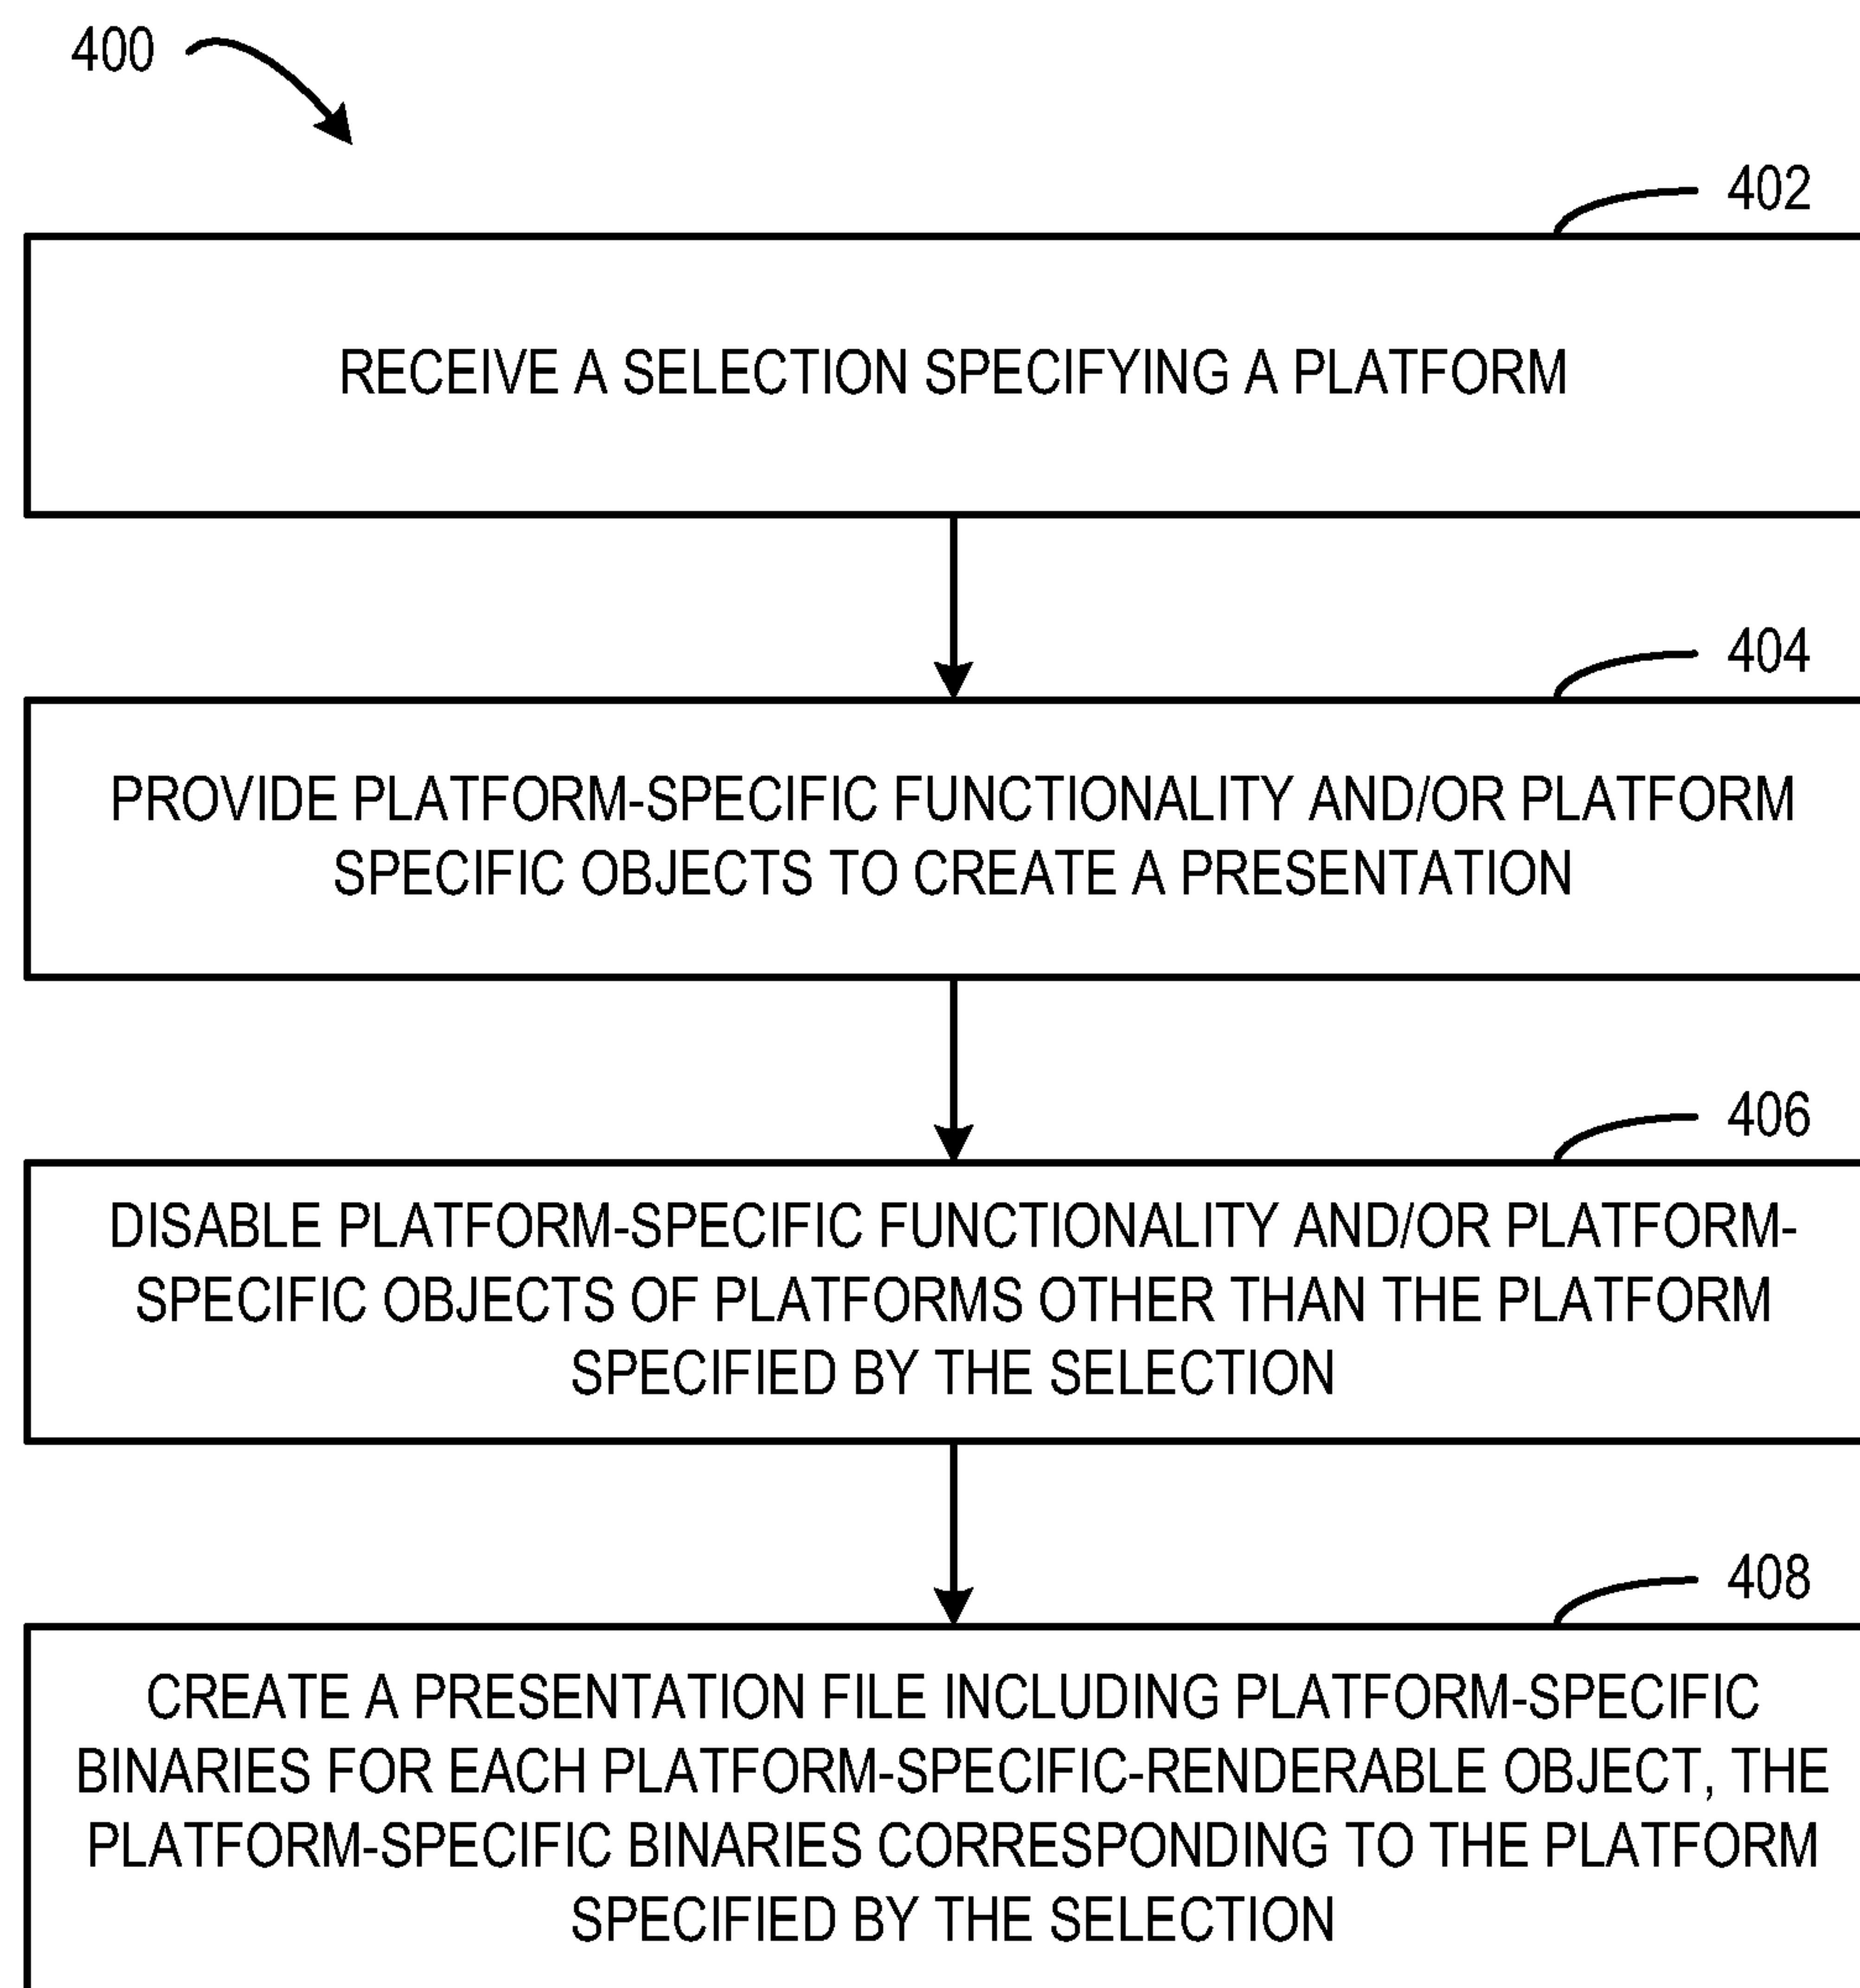 400
402
RECEIVE A SELECTION SPECIFYING A PLATFORM
404
PROVIDE PLATFORM-SPECIFIC FUNCTIONALITY AND/OR PLATFORM
SPECIFIC OBJECTS TO CREATE A PRESENTATION
406
DISABLE PLATFORM-SPECIFIC FUNCTIONALITY AND/OR PLATFORM-
SPECIFIC OBJECTS OF PLATFORMS OTHER THAN THE PLATFORM
SPECIFIED BY THE SELECTION
408
CREATE A PRESENTATION FILE INCLUDING PLATFORM-SPECIFIC
BINARIES FOR EACH PLATFORM-SPECIFIC-RENDERABLE OBJECT, THE
PLATFORM-SPECIFIC BINARIES CORRESPONDING TO THE PLATFORM
SPECIFIED BY THE SELECTION